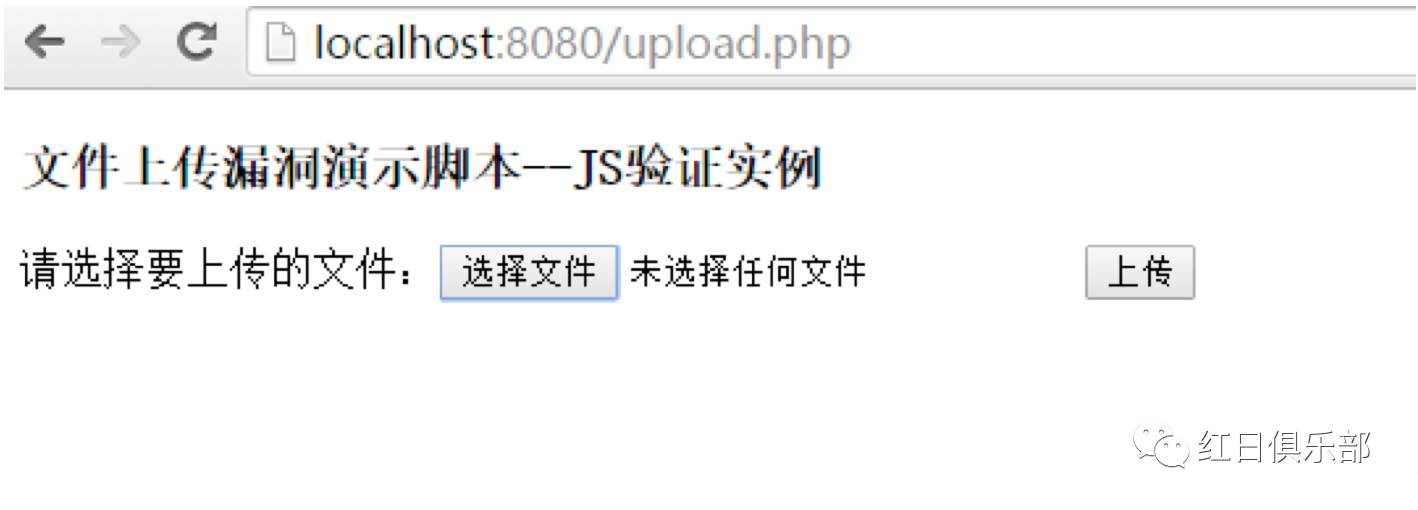 localhost:8080/upload.php
文件上传漏洞演示脚本--JS验证实例
请选择要上传的文件： 选择文件 未选择任何文件 上传
红日俱乐部